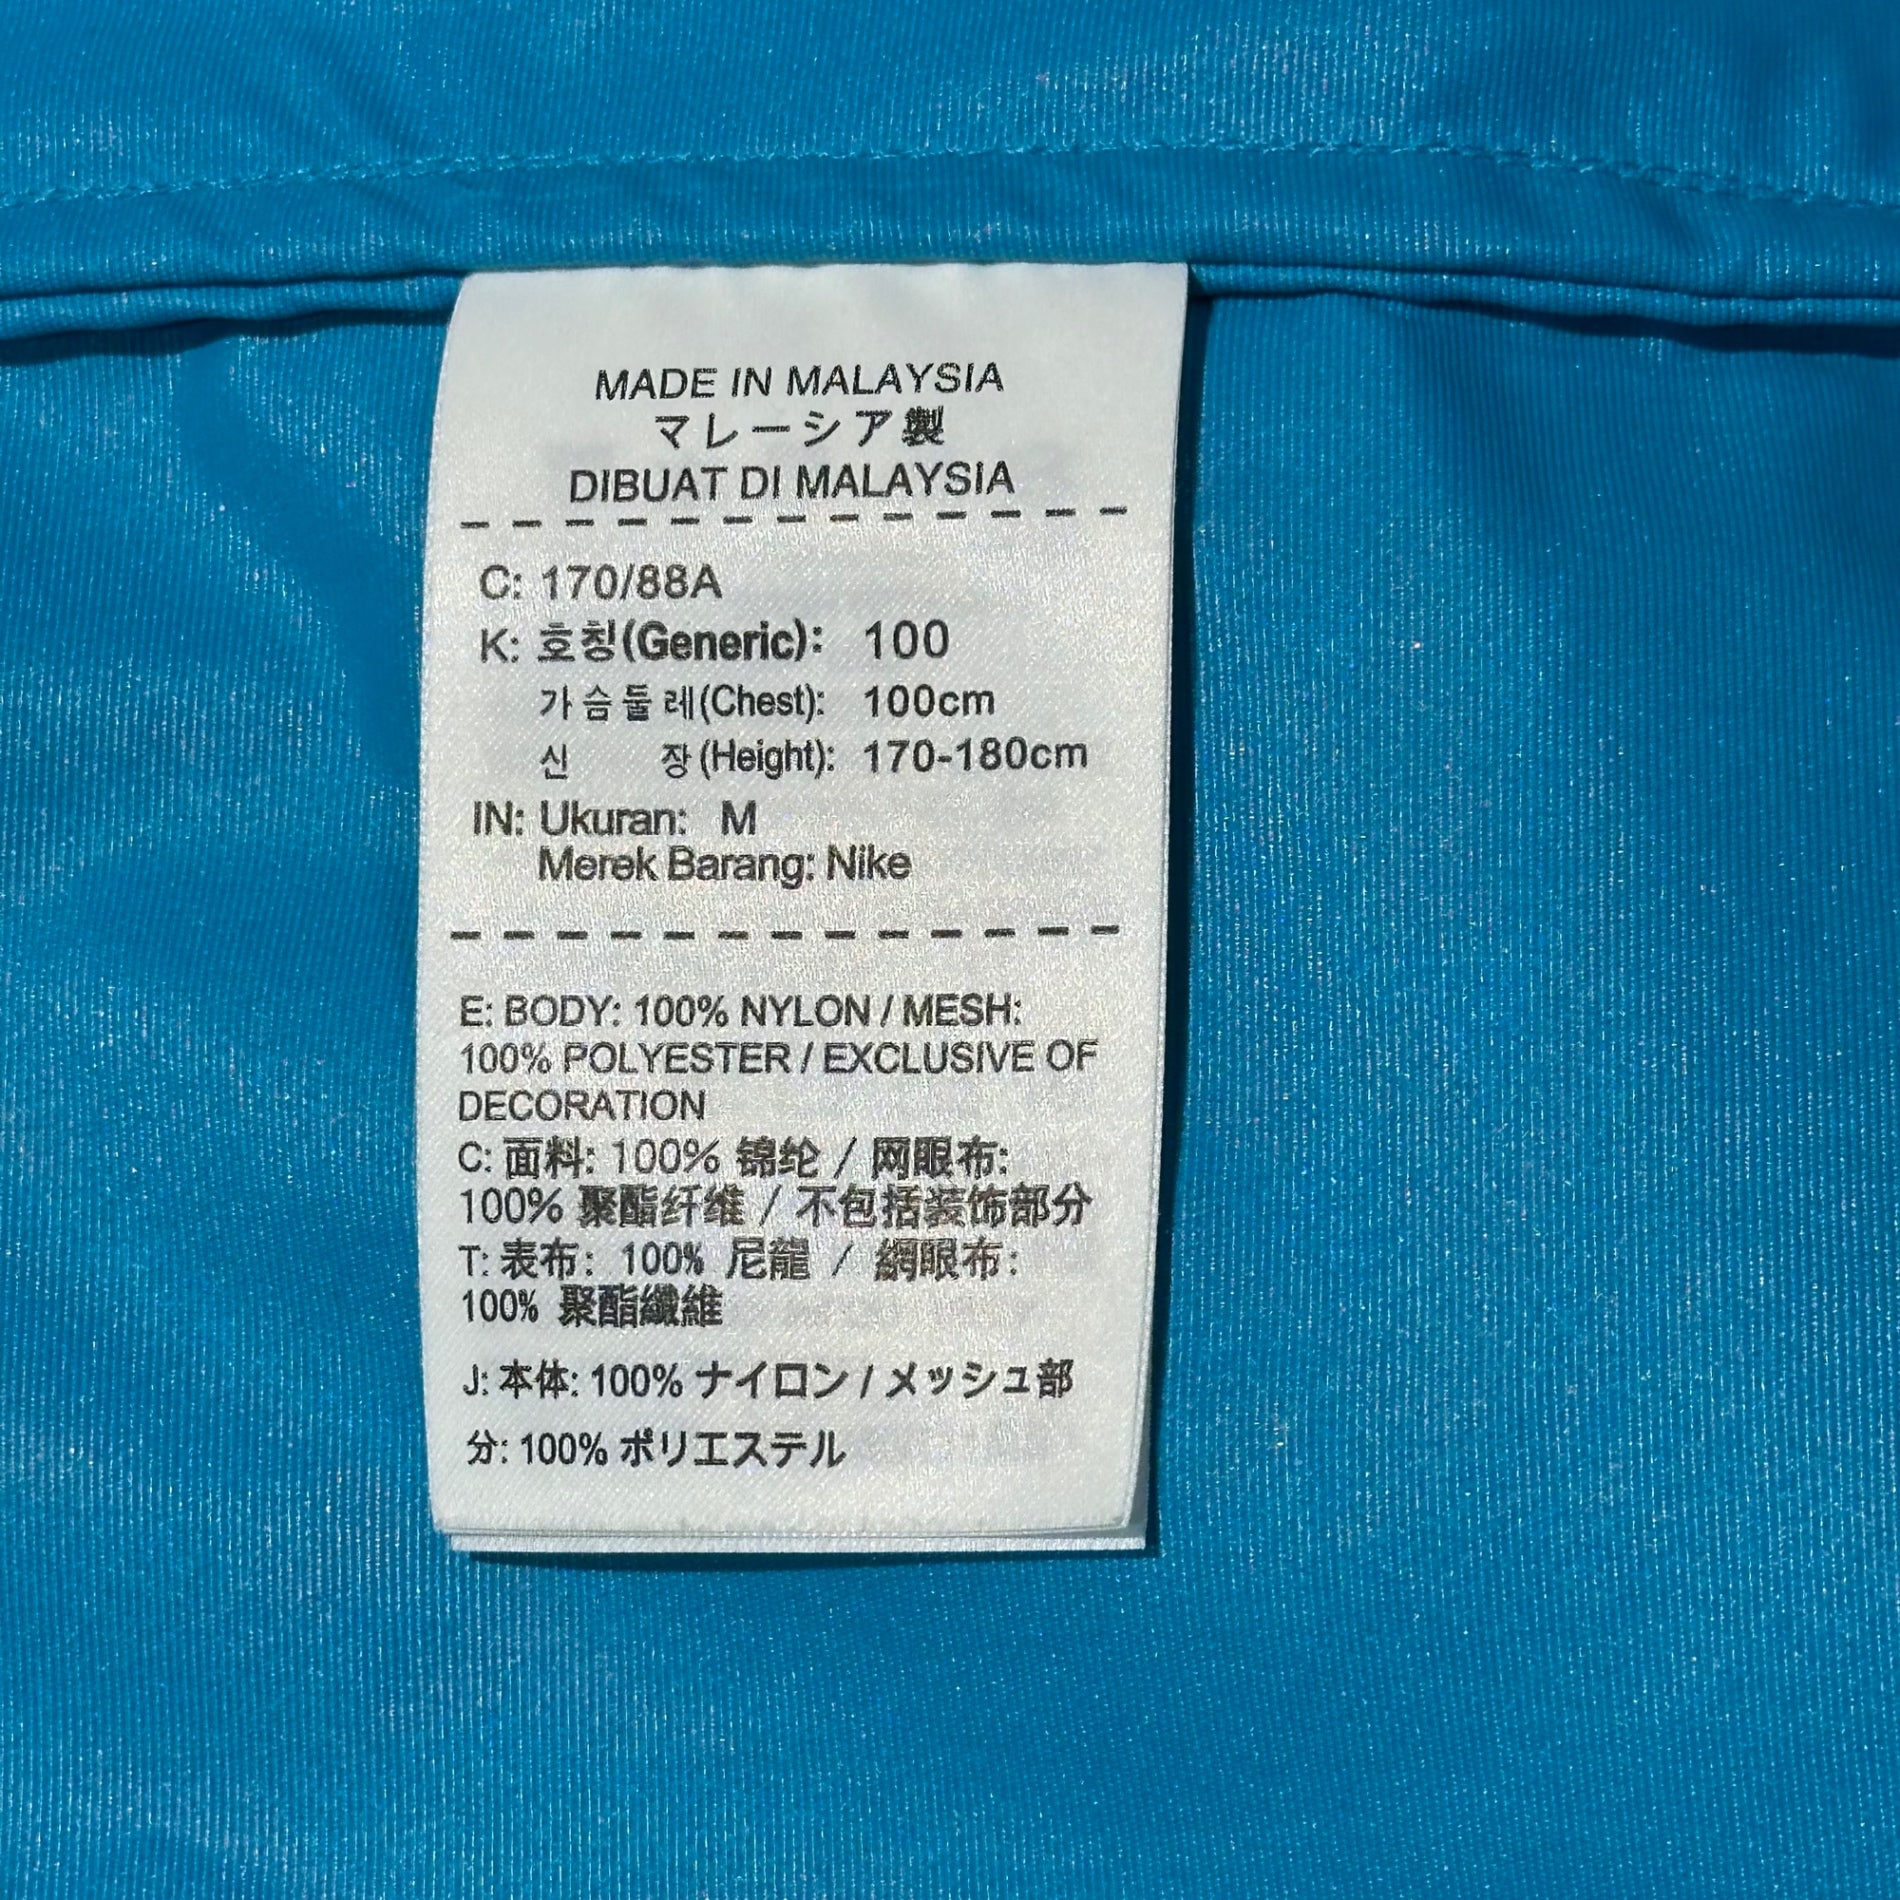 MADE IN MALAYSIA
マレーシア製
DIBUAT DI MALAYSIA
C: 170/88A
K: 호칭(Generic): 100
가슴둘레(Chest): 100cm
신 장(Height): 170-180cm
IN: Ukuran: M
Merek Barang: Nike
E: BODY: 100% NYLON / MESH:
100% POLYESTER / EXCLUSIVE OF
DECORATION
C: 面料: 100% 锦纶 / 网眼布:
100% 聚酯纤维 / 不包括装饰部分
T: 表布: 100% 尼龍 / 網眼布:
100% 聚酯纖維
J: 本体: 100% ナイロン / メッシュ部
分: 100% ポリエステル